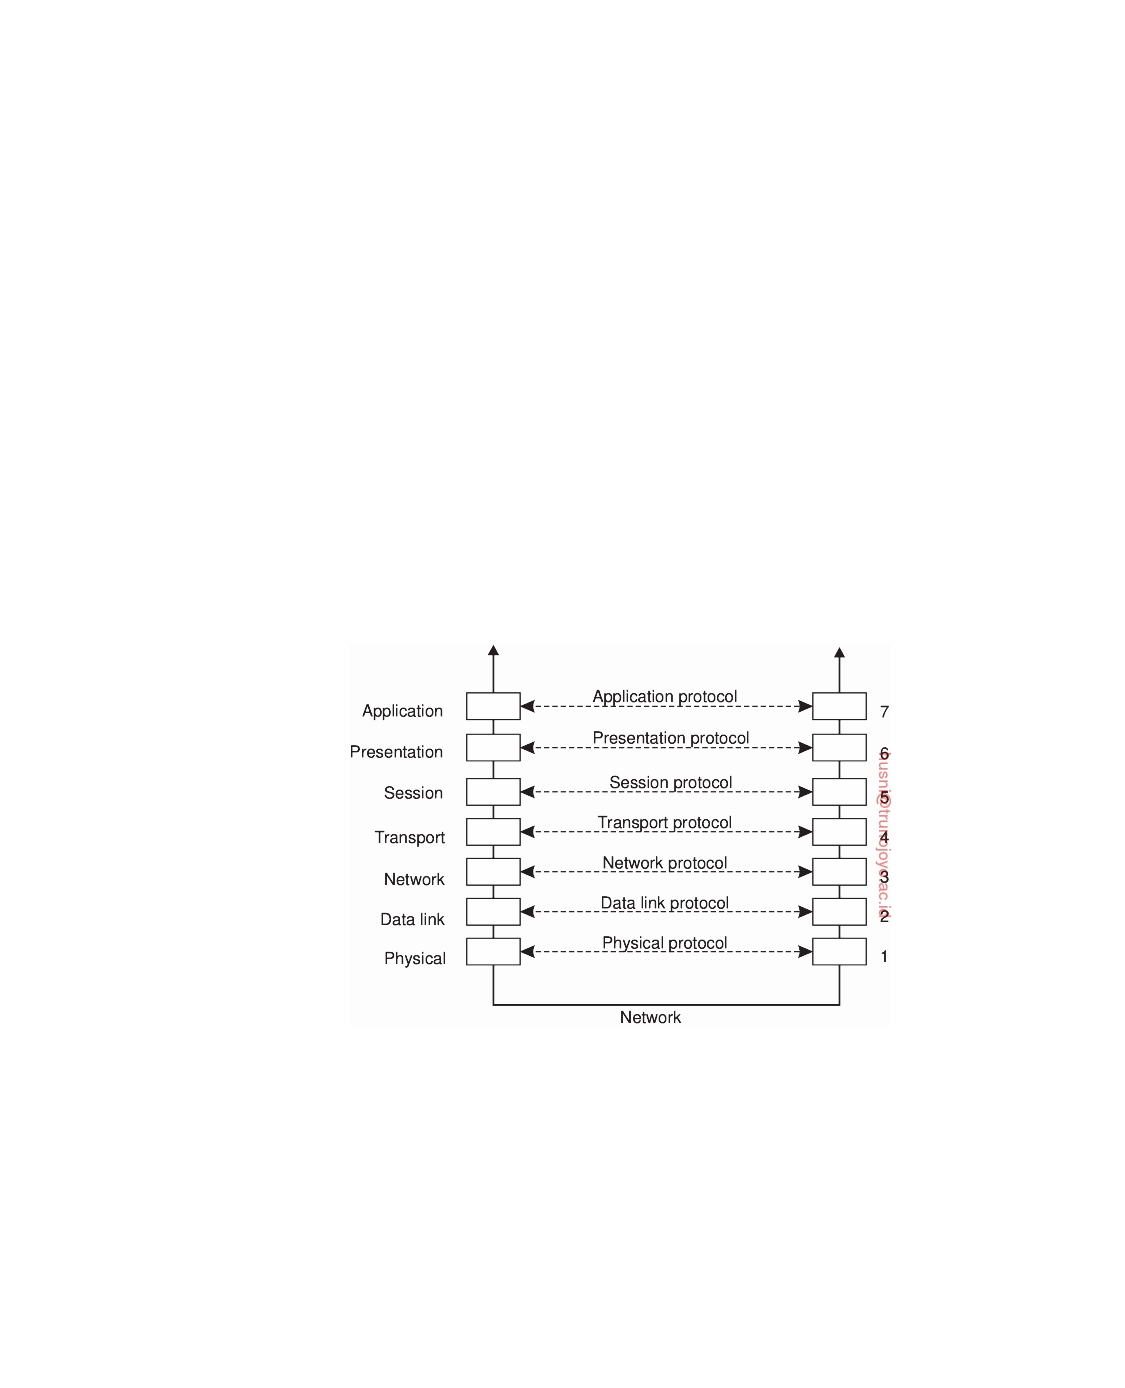 Application protocol
Application
7
Presentation protocol
Presentation
6
Session protocol
Session
5
Transport protocol
Transport
4
Network protocol
Network
3
Data link protocol
Data link
2
Physical protocol
Physical
1
Network